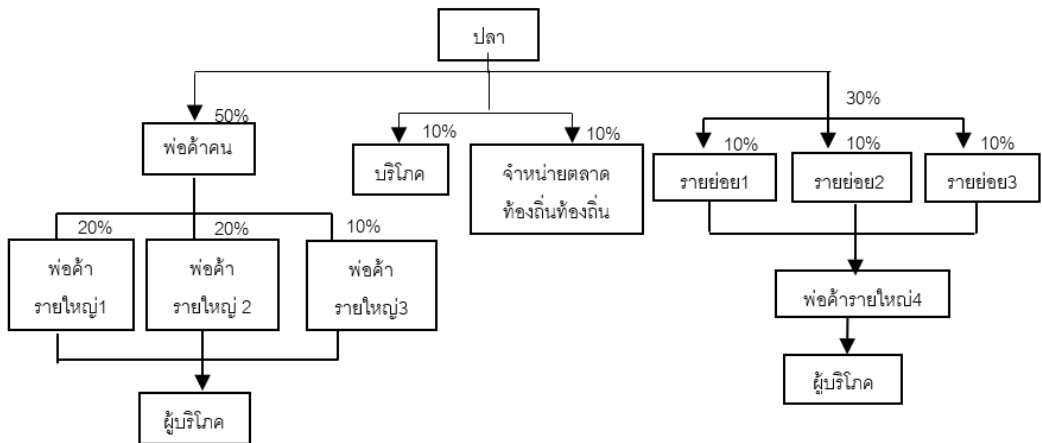 ปลา
50%
30%
พ่อค้าคน
10%
10%
10%
10%
10%
บริโภค
จำหน่ายตลาด
ท้องถิ่นท้องถิ่น
รายย่อย1
รายย่อย2
รายย่อย3
20%
20%
10%
พ่อค้า
รายใหญ่1
พ่อค้า
รายใหญ่ 2
พ่อค้า
รายใหญ่3
พ่อค้ารายใหญ่4
ผู้บริโภค
ผู้บริโภค